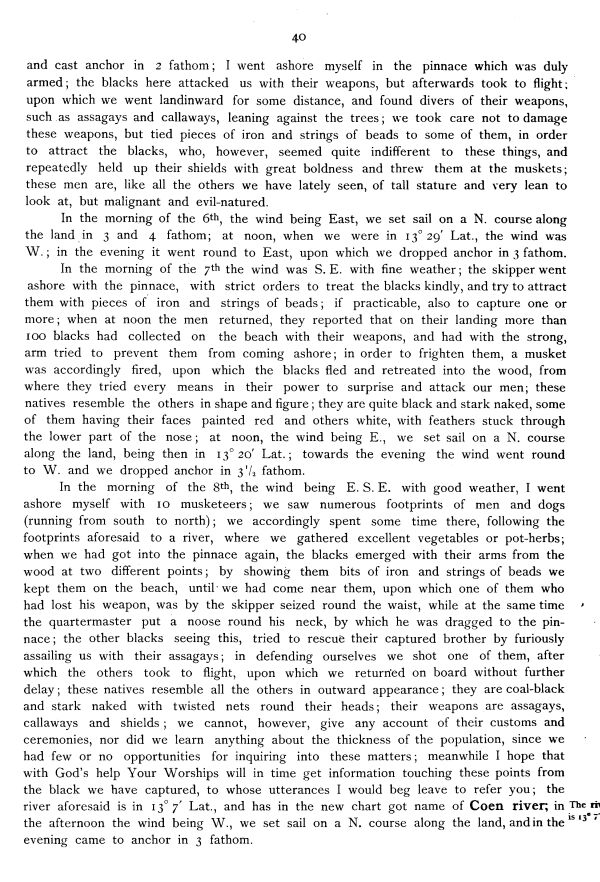 40
and cast anchor in 2 fathom; I went ashore myself in the pinnace which was duly
armed; the blacks here attacked us with their weapons, but afterwards took to flight;
upon which we went landinward for some distance, and found divers of their weapons,
such as assagays and callaways, leaning against the trees; we took care not to damage
these weapons, but tied pieces of iron and strings of beads to some of them, in order
to attract the blacks, who, however, seemed quite indifferent to these things, and
repeatedly held up their shields with great boldness and threw them at the muskets;
these men are, like all the others we have lately seen, of tall stature and very lean to
look at, but malignant and evil-natured.
In the morning of the 6th, the wind being East, we set sail on a N. course along
the land in 3 and 4 fathom; at noon, when we were in 13° 29′ Lat., the wind was
W.; in the evening it went round to East, upon which we dropped anchor in 3 fathom.
In the morning of the 7th the wind was S. E. with fine weather; the skipper went
ashore with the pinnace, with strict orders to treat the blacks kindly, and try to attract
them with pieces of iron and strings of beads; if practicable, also to capture one or
more; when at noon the men returned, they reported that on their landing more than
100 blacks had collected on the beach with their weapons, and had with the strong,
arm tried to prevent them from coming ashore; in order to frighten them, a musket
was accordingly fired, upon which the blacks fled and retreated into the wood, from
where they tried every means in their power to surprise and attack our men; these
natives resemble the others in shape and figure; they are quite black and stark naked, some
of them having their faces painted red and others white, with feathers stuck through
the lower part of the nose; at noon, the wind being E., we set sail on a N. course
along the land, being then in 13° 20′ Lat.; towards the evening the wind went round
to W. and we dropped anchor in 3 1/2 fathom.
In the morning of the 8th, the wind being E. S. E. with good weather, I went
ashore myself with 10 musketeers; we saw numerous footprints of men and dogs
(running from south to north); we accordingly spent some time there, following the
footprints aforesaid to a river, where we gathered excellent vegetables or pot-herbs;
when we had got into the pinnace again, the blacks emerged with their arms from the
wood at two different points; by showing them bits of iron and strings of beads we
kept them on the beach, until we had come near them, upon which one of them who
had lost his weapon, was by the skipper seized round the waist, while at the same time
the quartermaster put a noose round his neck, by which he was dragged to the pin-
nace; the other blacks seeing this, tried to rescue their captured brother by furiously
assailing us with their assagays; in defending ourselves we shot one of them, after
which the others took to flight, upon which we returned on board without further
delay; these natives resemble all the others in outward appearance; they are coal-black
and stark naked with twisted nets round their heads; their weapons are assagays,
callaways and shields; we cannot, however, give any account of their customs and
ceremonies, nor did we learn anything about the thickness of the population, since we
had few or no opportunities for inquiring into these matters; meanwhile I hope that
with God's help Your Worships will in time get information touching these points from
the black we have captured, to whose utterances I would beg leave to refer you; the
river aforesaid is in 13° 7′ Lat., and has in the new chart got name of Coen river; in The
the afternoon the wind being W., we set sail on a N. course along the land, and in the is 13° 7′
evening came to anchor in 3 fathom.